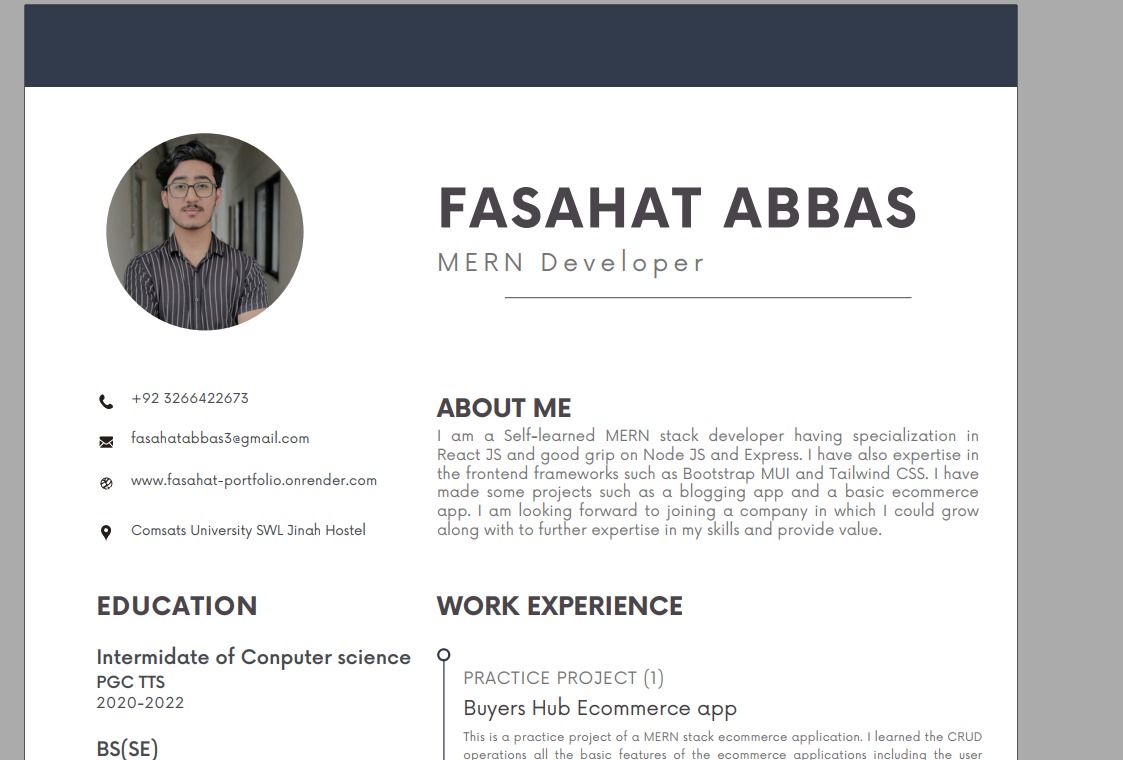 FASAHAT ABBAS
MERN Developer
+92 3266422673
fasahatabbas3@gmail.com
www.fasahat-portfolio.onrender.com
Comsats University SWL Jinah Hostel
ABOUT ME
I am a Self-learned MERN stack developer having specialization in
React JS and good grip on Node JS and Express. I have also expertise in
the frontend frameworks such as Bootstrap MUI and Tailwind CSS. I have
made some projects such as a blogging app and a basic ecommerce
app. I am looking forward to joining a company in which I could grow
along with to further expertise in my skills and provide value.
EDUCATION
Intermidate of Conputer science
PGC TTS
2020-2022
BS(SE)
WORK EXPERIENCE
PRACTICE PROJECT (1)
Buyers Hub Ecommerce app
This is a practice project of a MERN stack ecommerce application. I learned the CRUD
operations all the basic features of the ecommerce applications including the user